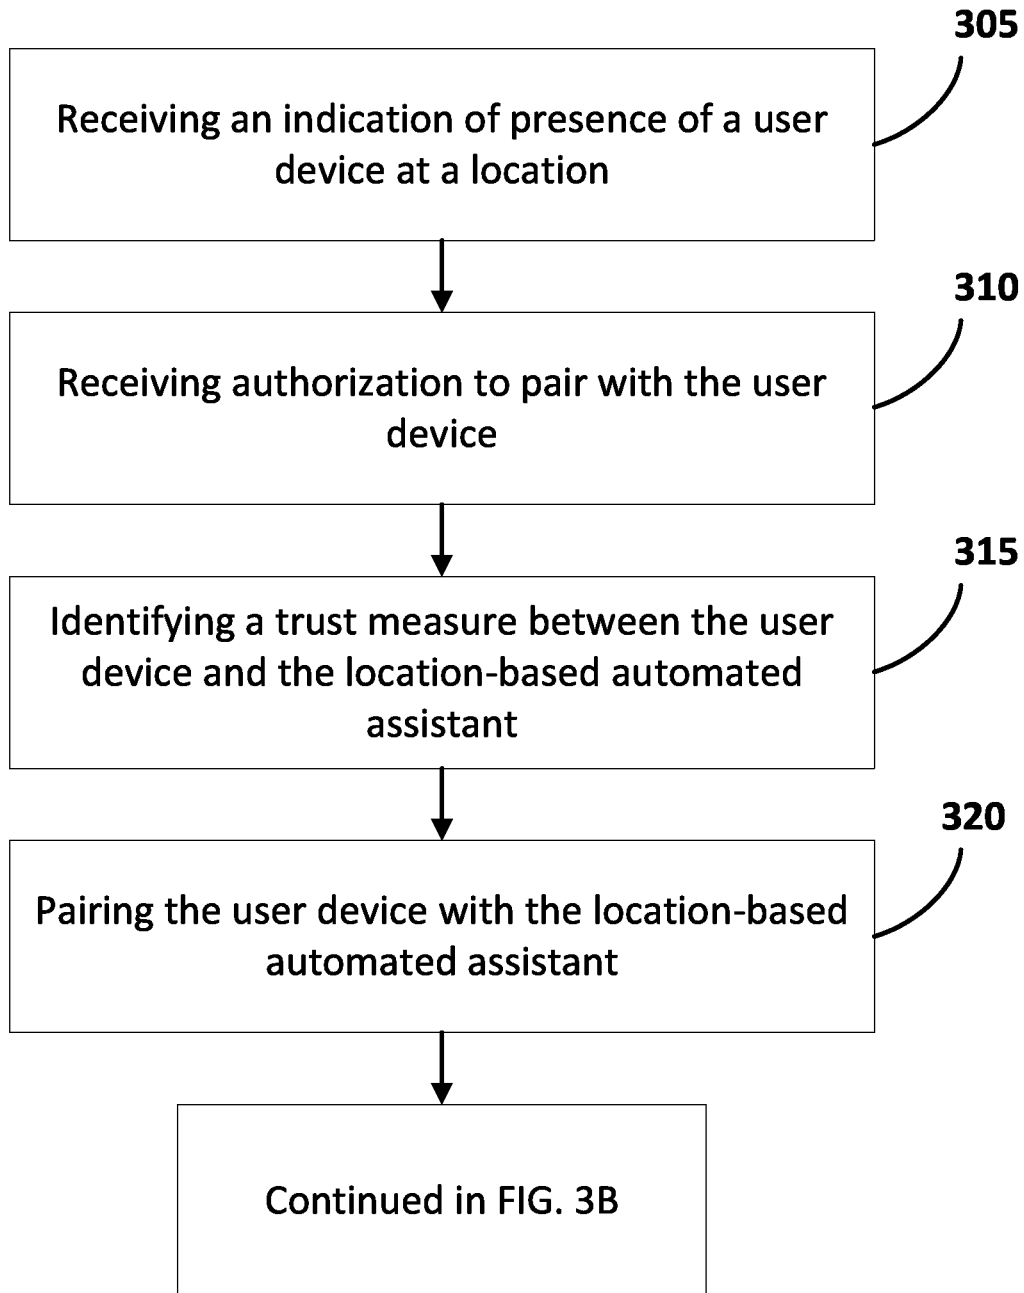 305
Receiving an indication of presence of a user
device at a location
310
Receiving authorization to pair with the user
device
315
Identifying a trust measure between the user
device and the location-based automated
assistant
320
Pairing the user device with the location-based
automated assistant
Continued in FIG. 3B